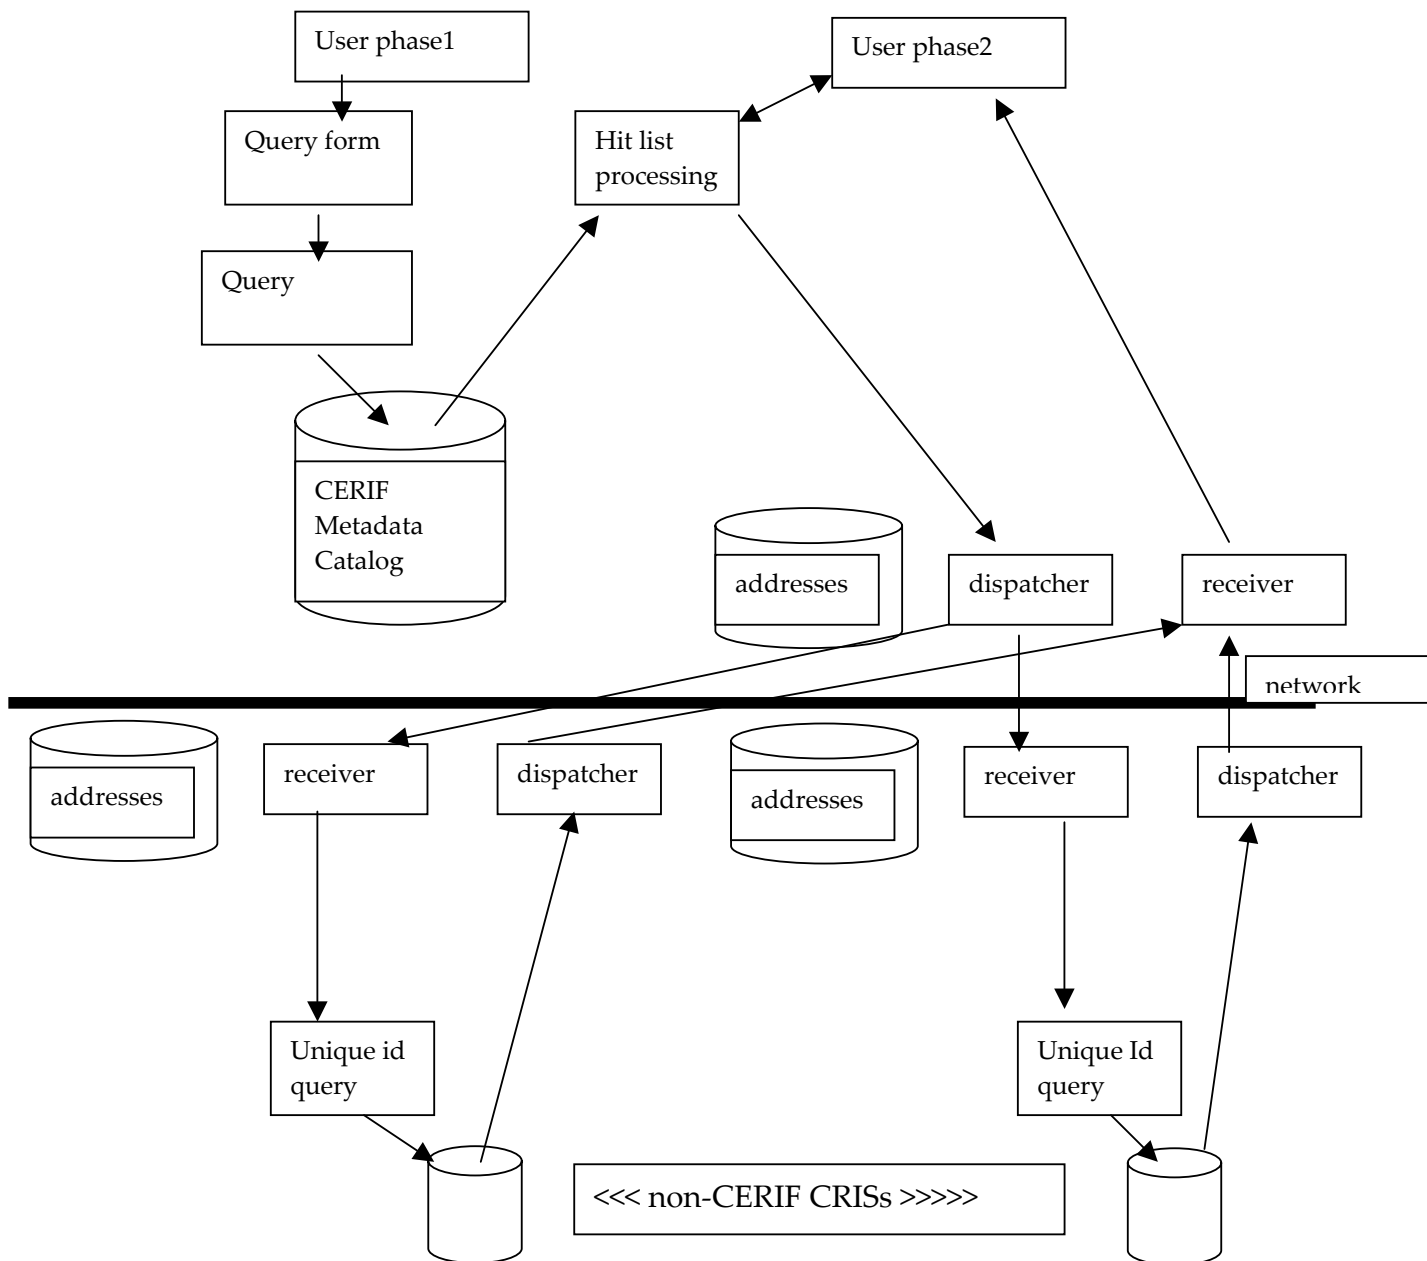 User phase1
User phase2
Query form
Hit list
processing
Query
CERIF
Metadata
Catalog
addresses
dispatcher
receiver
network
addresses
receiver
dispatcher
addresses
receiver
dispatcher
Unique id
query
Unique Id
query
<<< non-CERIF CRISs >>>>>